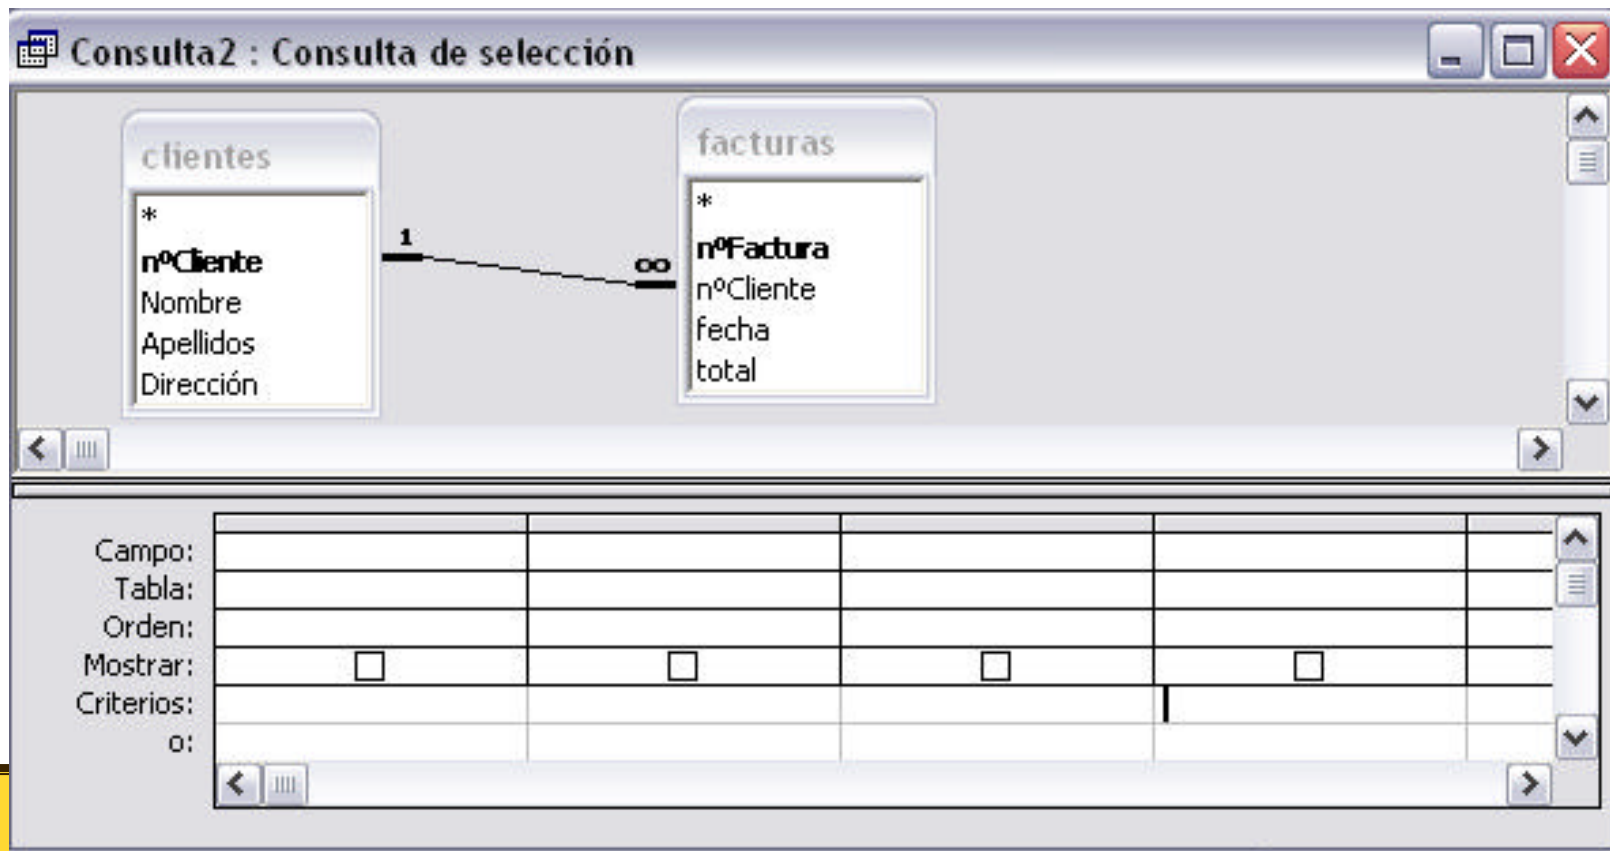 Consulta2 : Consulta de selección
clientes
*
nºCliente
Nombre
Apellidos
Dirección
1
∞
facturas
*
nºFactura
nºCliente
fecha
total
Campo:
Tabla:
Orden:
Mostrar:
Criterios:
o: